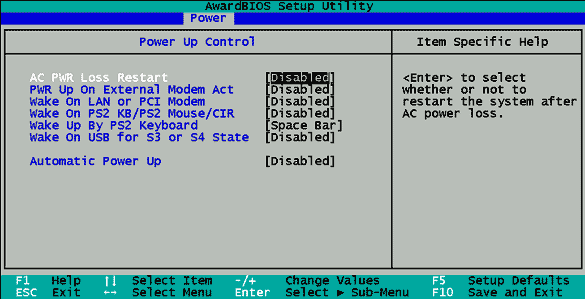 AwardBIOS Setup Utility
Power
Power Up Control
Item Specific Help
AC PWR Loss Restart [Disabled]
PWR Up On External Modem Act [Disabled]
Wake On LAN or PCI Modem [Disabled]
Wake On PS2 KB/PS2 Mouse/CIR [Disabled]
Wake Up By PS2 Keyboard [Space Bar]
Wake On USB for S3 or S4 State [Disabled]
Automatic Power Up [Disabled]
<Enter> to select
whether or not to
restart the system after
AC power loss.
F1 Help ↑↓ Select Item -/+ Change Values F5 Setup Defaults
ESC Exit ←→ Select Menu Enter Select ► Sub-Menu F10 Save and Exit